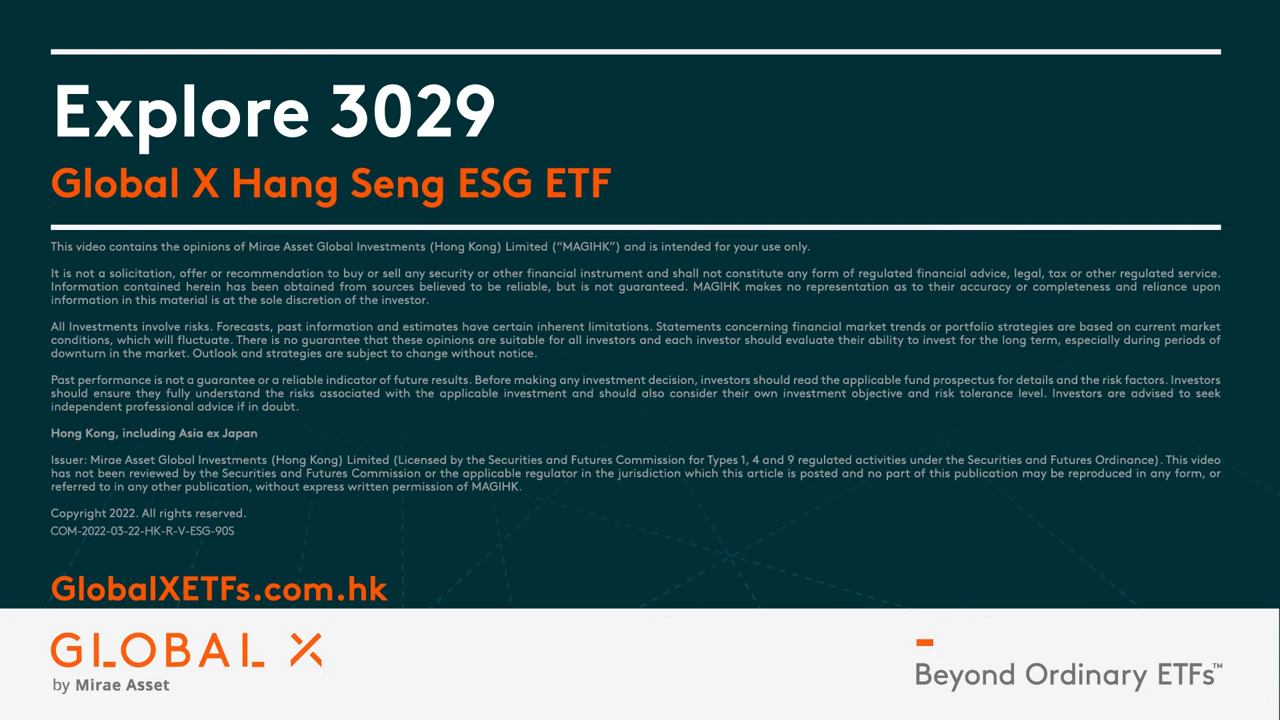 Explore 3029
Global X Hang Seng ESG ETF
This video contains the opinions of Mirae Asset Global Investments (Hong Kong) Limited (“MAGIHK”) and is intended for your use only.
It is not a solicitation, offer or recommendation to buy or sell any security or other financial instrument and shall not constitute any form of regulated financial advice, legal, tax or other regulated service.
Information contained herein has been obtained from sources believed to be reliable, but is not guaranteed. MAGIHK makes no representation as to their accuracy or completeness and reliance upon
information in this material is at the sole discretion of the investor.
All Investments involve risks. Forecasts, past information and estimates have certain inherent limitations. Statements concerning financial market trends or portfolio strategies are based on current market
conditions, which will fluctuate. There is no guarantee that these opinions are suitable for all investors and each investor should evaluate their ability to invest for the long term, especially during periods of
downturn in the market. Outlook and strategies are subject to change without notice.
Past performance is not a guarantee or a reliable indicator of future results. Before making any investment decision, investors should read the applicable fund prospectus for details and the risk factors. Investors
should ensure they fully understand the risks associated with the applicable investment and should also consider their own investment objective and risk tolerance level. Investors are advised to seek
independent professional advice if in doubt.
Hong Kong, including Asia ex Japan
Issuer: Mirae Asset Global Investments (Hong Kong) Limited (Licensed by the Securities and Futures Commission for Types 1, 4 and 9 regulated activities under the Securities and Futures Ordinance). This video
has not been reviewed by the Securities and Futures Commission or the applicable regulator in the jurisdiction which this article is posted and no part of this publication may be reproduced in any form, or
referred to in any other publication, without express written permission of MAGIHK.
Copyright 2022. All rights reserved.
COM-2022-03-22-HK-R-V-ESG-90S
GlobalXETFs.com.hk
GLOBAL X
by Mirae Asset
Beyond Ordinary ETFs™